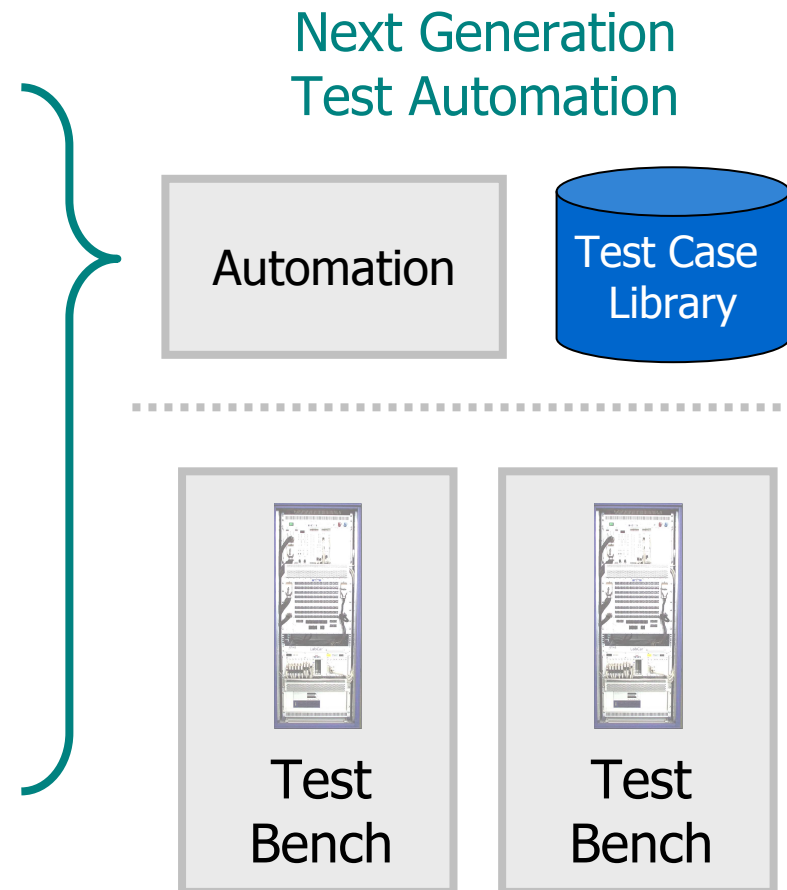 Next Generation
Test Automation
Automation
Test Case
Library
Test
Bench
Test
Bench